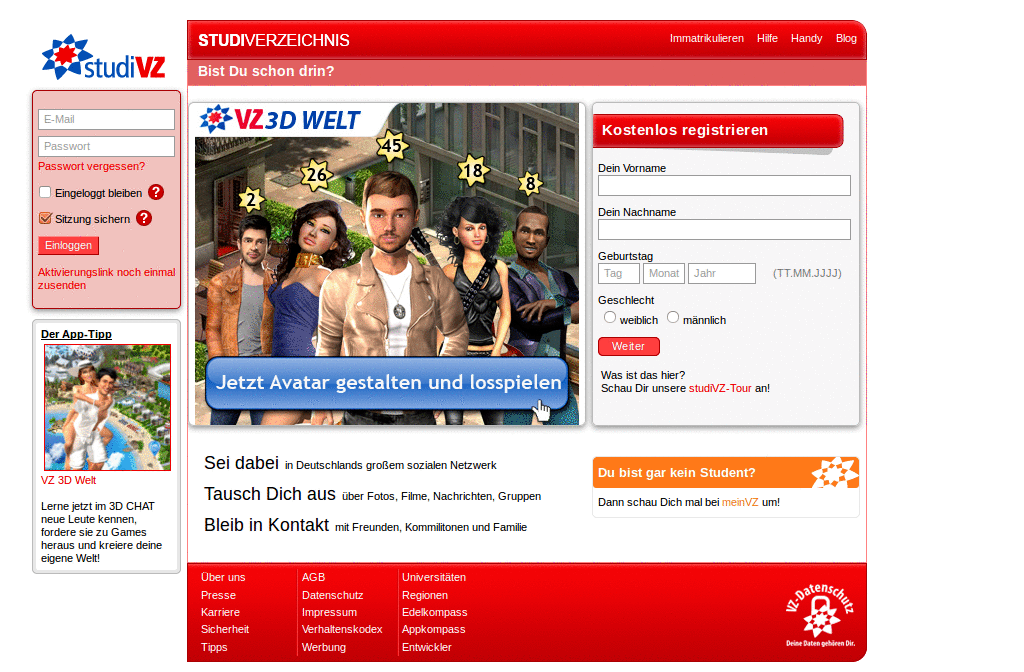 studiVZ
STUDIVERZEICHNIS
Immatrikulieren Hilfe Handy Blog
Bist Du schon drin?
E-Mail
Passwort
Passwort vergessen?
Eingeloggt bleiben ?
Sitzung sichern ?
Einloggen
Aktivierungslink noch einmal
zusenden
Der App-Tipp
VZ 3D Welt
Lerne jetzt im 3D CHAT
neue Leute kennen,
fordere sie zu Games
heraus und kreiere deine
eigene Welt!
VZ 3D WELT
2
26
45
18
8
Jetzt Avatar gestalten und losspielen
Kostenlos registrieren
Dein Vorname
Dein Nachname
Geburtstag
Tag Monat Jahr (TT.MM.JJJJ)
Geschlecht
weiblich männlich
Weiter
Was ist das hier?
Schau Dir unsere studiVZ-Tour an!
Sei dabei in Deutschlands großem sozialen Netzwerk
Tausch Dich aus über Fotos, Filme, Nachrichten, Gruppen
Bleib in Kontakt mit Freunden, Kommilitonen und Familie
Du bist gar kein Student?
Dann schau Dich mal bei meinVZ um!
Über uns
Presse
Karriere
Sicherheit
Tipps
AGB
Datenschutz
Impressum
Verhaltenskodex
Werbung
Universitäten
Regionen
Edelkompass
Appkompass
Entwickler
VZ-Datenschutz
Deine Daten gehören Dir.